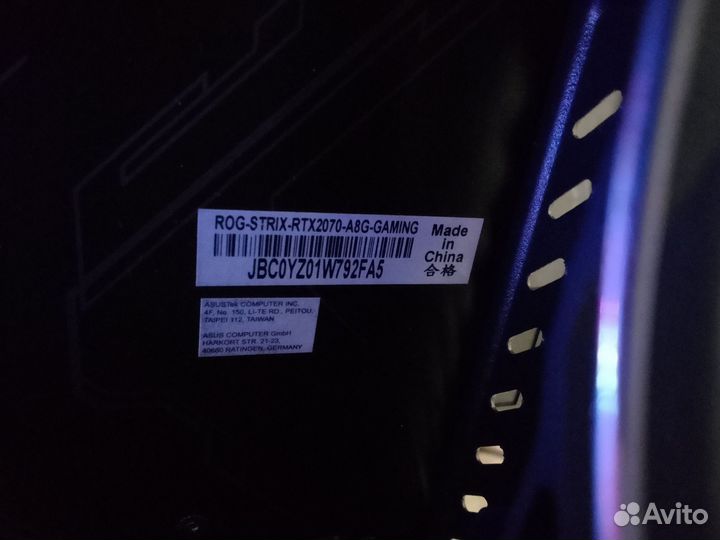 ROG-STRIX-RTX2070-A8G-GAMING
JBC0YZ01W792FA5
Made
in
China
合格
ASUSTek COMPUTER INC.
4F, No. 150, LI-TE RD., PEITOU,
TAIPEI 112, TAIWAN
ASUS COMPUTER GmbH
HARKORT STR. 21-23,
40880 RATINGEN, GERMANY
Avito